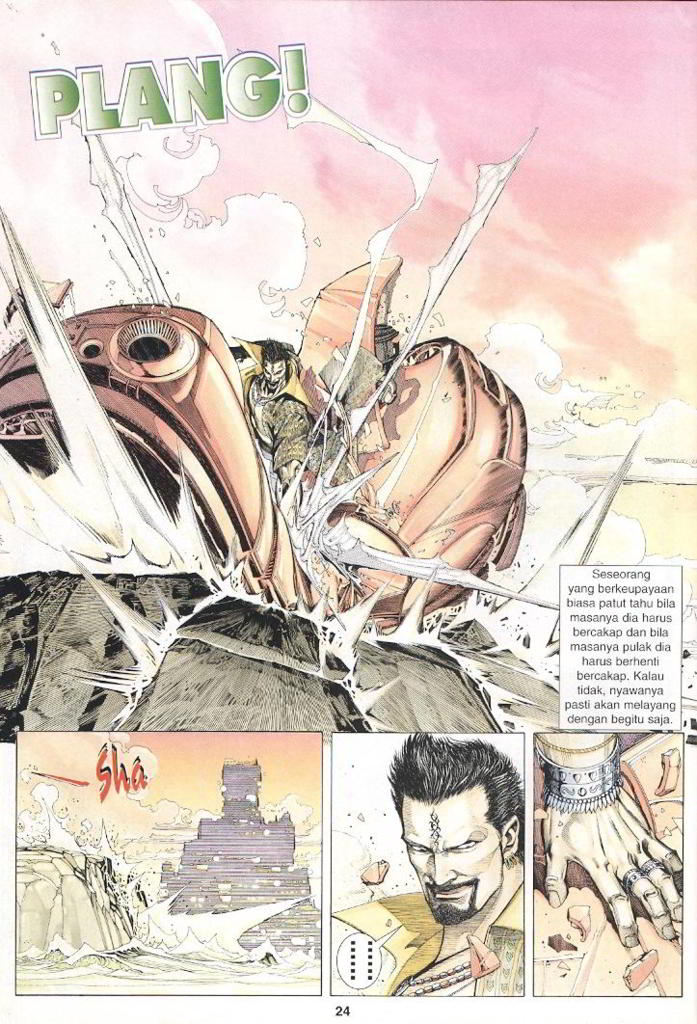 PLANG!
Seseorang
yang berkeupayaan
biasa patut tahu bila
masanya dia harus
bercakap dan bila
masanya pulak dia
harus berhenti
bercakap. Kalau
tidak, nyawanya
pasti akan melayang
dengan begitu saja.
Sha
24